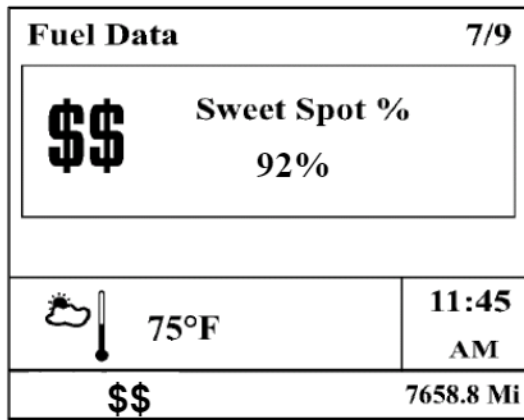 Fuel Data 7/9
$$ Sweet Spot %
92%
75°F 11:45
AM
$$ 7658.8 Mi